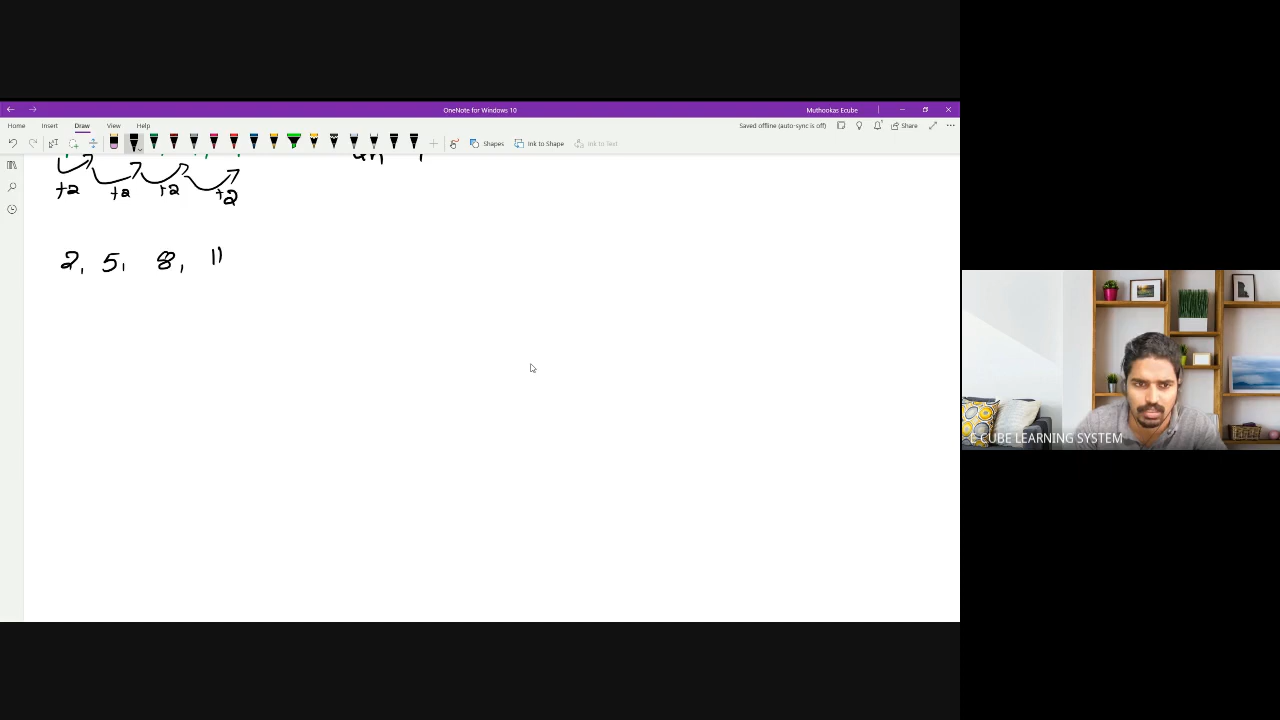 OneNote for Windows 10
Muthookas Ecube
Home Insert Draw View Help
Saved offline (auto-sync is off)
Share
Shapes
Ink to Shape
Ink to Text
+2 +2 +2 +2
2, 5, 8, 11
E CUBE LEARNING SYSTEM